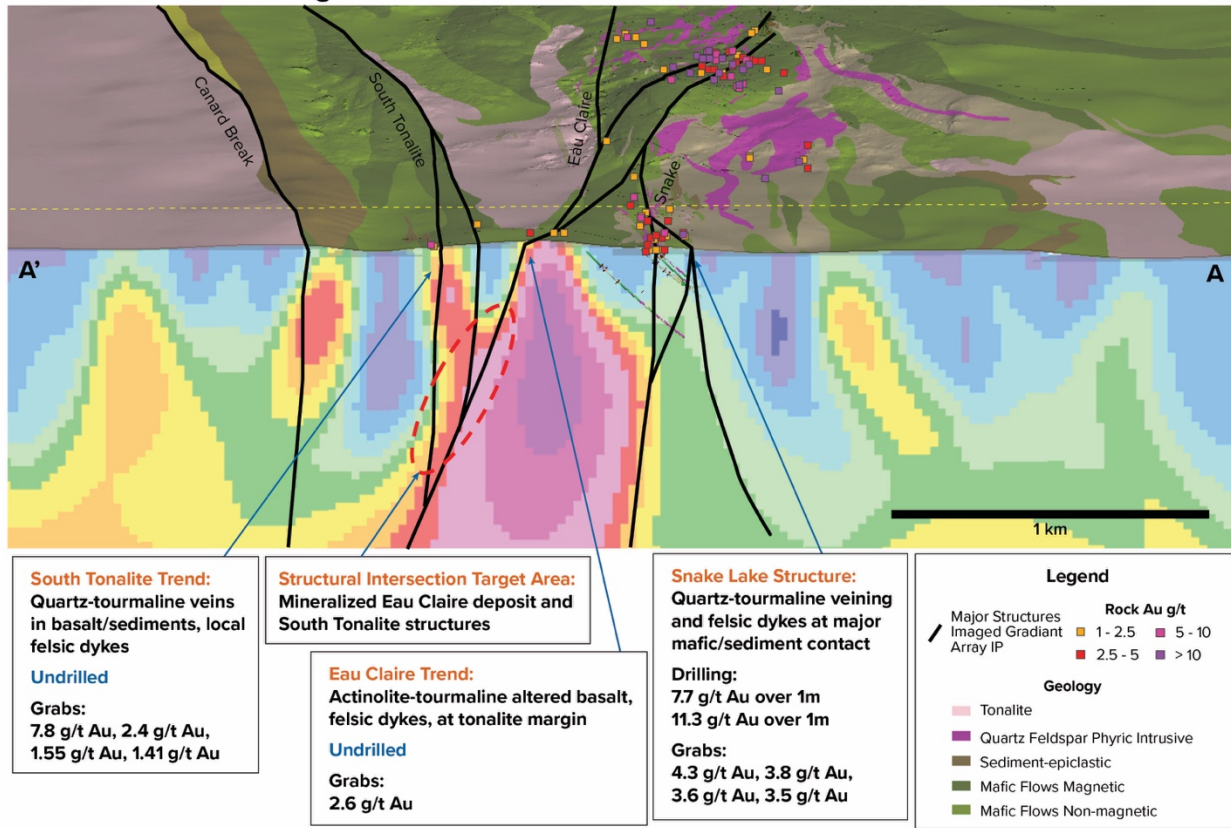 Canard Break
South Tonalite
Eau Claire
Snake
A'
A
1 km
South Tonalite Trend:
Quartz-tourmaline veins
in basalt/sediments, local
felsic dykes
Undrilled
Grabs:
7.8 g/t Au, 2.4 g/t Au,
1.55 g/t Au, 1.41 g/t Au
Structural Intersection Target Area:
Mineralized Eau Claire deposit and
South Tonalite structures
Eau Claire Trend:
Actinolite-tourmaline altered basalt,
felsic dykes, at tonalite margin
Undrilled
Grabs:
2.6 g/t Au
Snake Lake Structure:
Quartz-tourmaline veining
and felsic dykes at major
mafic/sediment contact
Drilling:
7.7 g/t Au over 1m
11.3 g/t Au over 1m
Grabs:
4.3 g/t Au, 3.8 g/t Au,
3.6 g/t Au, 3.5 g/t Au
Legend
Major Structures
Imaged Gradiant
Array IP
Rock Au g/t
1 - 2.5
5 - 10
2.5 - 5
> 10
Geology
Tonalite
Quartz Feldspar Phyric Intrusive
Sediment-epiclastic
Mafic Flows Magnetic
Mafic Flows Non-magnetic